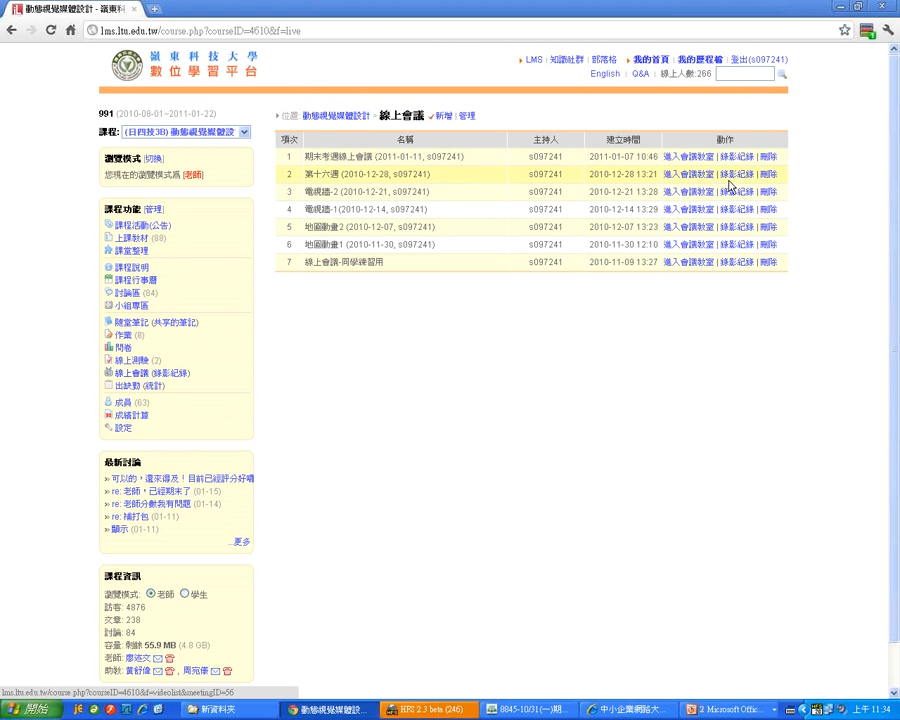 動態視覺媒體設計 - 嶺東科
lms.ltu.edu.tw/course.php?courseID=4610&f=live
嶺東科技大學
數位學習平台
LMS | 知識社群 | 部落格 我的首頁 | 我的歷程檔 | 登出(s097241)
English | Q&A | 線上人數:266
991 (2010-08-01~2011-01-22)
課程: (日四技3B) 動態視覺媒體設
位置: 動態視覺媒體設計 > 線上會議 新增 | 管理
瀏覽模式 [切換]
您現在的瀏覽模式為 [老師]
項次 名稱 主持人 建立時間 動作
1 期末考週線上會議 (2011-01-11, s097241) s097241 2011-01-07 10:46 進入會議教室 | 錄影紀錄 | 刪除
2 第十六週 (2010-12-28, s097241) s097241 2010-12-28 13:21 進入會議教室 | 錄影紀錄 | 刪除
3 電視牆-2 (2010-12-21, s097241) s097241 2010-12-21 13:28 進入會議教室 | 錄影紀錄 | 刪除
4 電視牆-1(2010-12-14, s097241) s097241 2010-12-14 13:29 進入會議教室 | 錄影紀錄 | 刪除
5 地圖動畫2 (2010-12-07, s097241) s097241 2010-12-07 13:23 進入會議教室 | 錄影紀錄 | 刪除
6 地圖動畫1 (2010-11-30, s097241) s097241 2010-11-30 12:10 進入會議教室 | 錄影紀錄 | 刪除
7 線上會議-同學練習用 s097241 2010-11-09 13:27 進入會議教室 | 錄影紀錄 | 刪除
課程功能 [管理]
課程活動(公告)
上課教材 (88)
課堂整理
課程說明
課程行事曆
討論區 (84)
小組專區
隨堂筆記 (共享的筆記)
作業 (8)
問卷
線上測驗 (2)
線上會議 (錄影紀錄)
出缺勤 (統計)
成員 (63)
成績計算
設定
最新討論
» 可以的,還來得及!目前已經評分好囉
» re: 老師,已經期末了 (01-15)
» re: 老師分數我有問題 (01-14)
» re: 補打包 (01-11)
» 顯示 (01-11)
...更多
課程資訊
瀏覽模式: 老師 學生
訪客: 4876
文章: 238
討論: 84
容量: 剩餘 55.9 MB (4.8 GB)
老師: 廖巡文
助教: 黃舒偉 , 周宛儒
lms.ltu.edu.tw/course.php?courseID=4610&f=videolist&meetingID=56
開始 新資料夾 動態視覺媒體設計... HFS 2.3 beta (246) 8845-10/31(一)期... 中小企業網路大... 2 Microsoft Offic... 上午 11:34